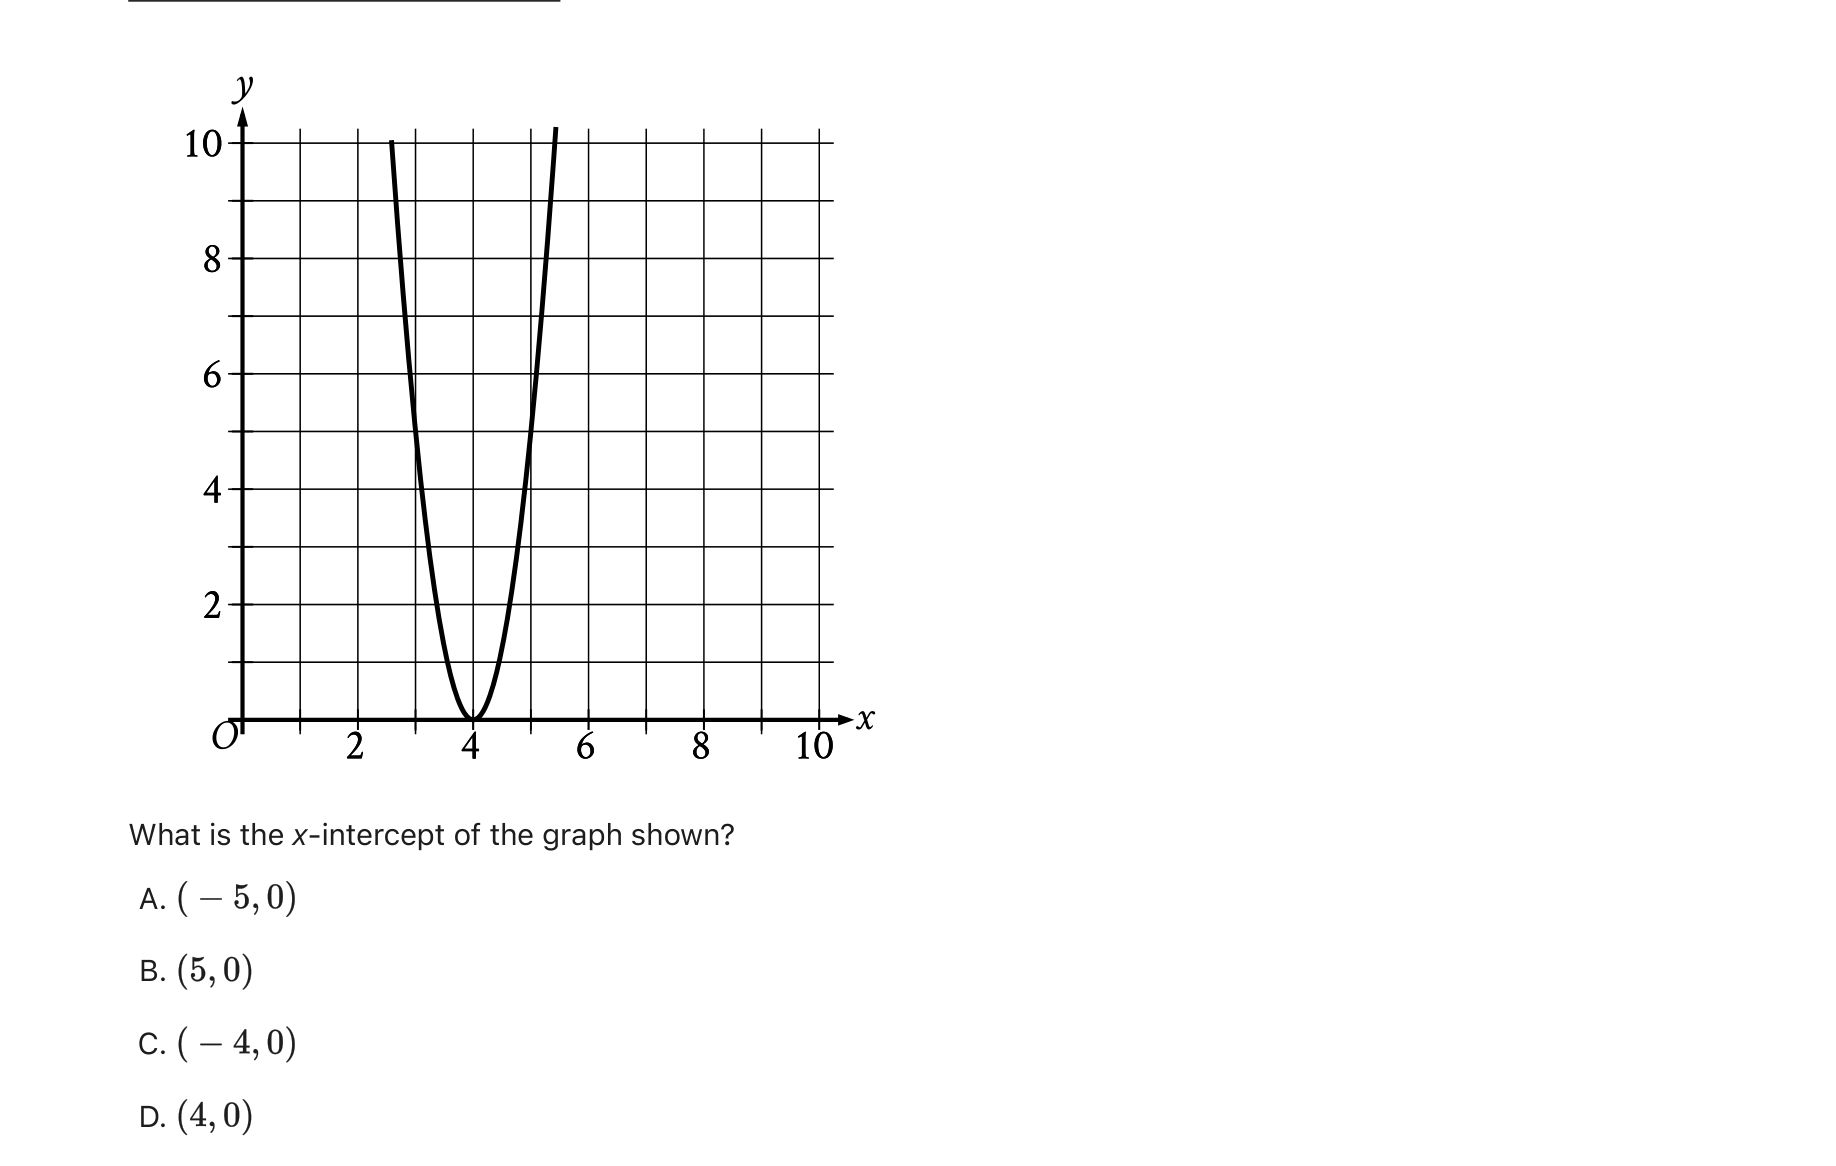 y
10
8
6
4
2
O
2 4 6 8 10
x
What is the x-intercept of the graph shown?
A. ( − 5, 0)
B. (5, 0)
C. ( − 4, 0)
D. (4, 0)